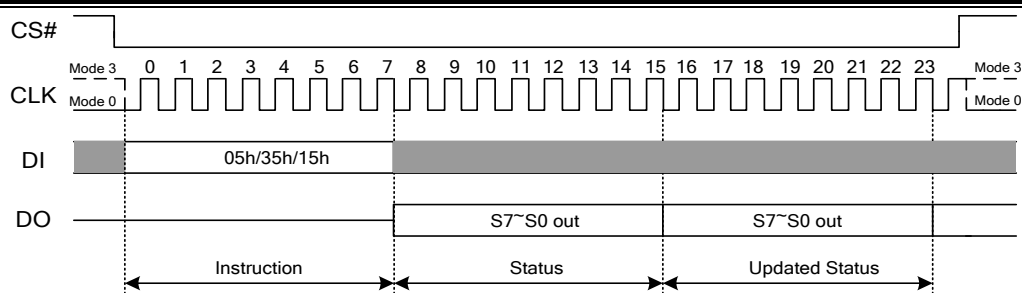 CS#
Mode 3 0 1 2 3 4 5 6 7 8 9 10 11 12 13 14 15 16 17 18 19 20 21 22 23 Mode 3
CLK
Mode 0 Mode 0
DI 05h/35h/15h
DO S7~S0 out S7~S0 out
Instruction Status Updated Status